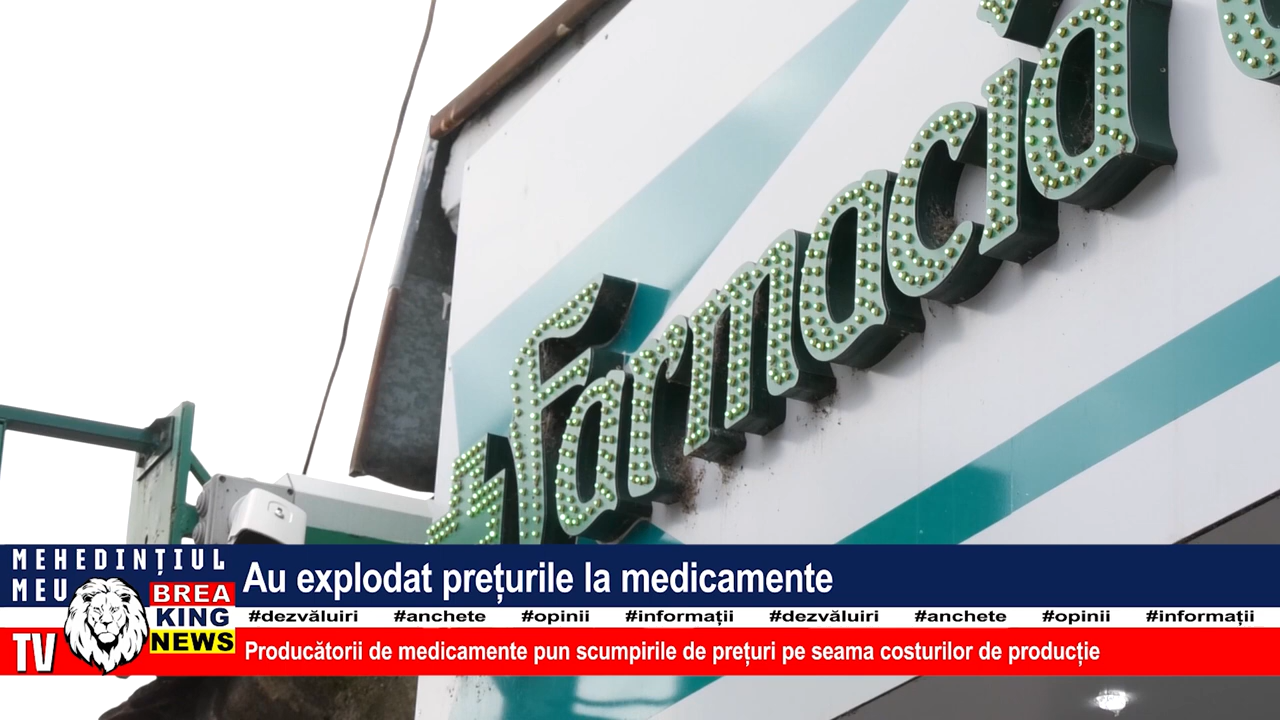 Farmacia
MEHEDINȚIUL
MEU
TV
BREA
KING
NEWS
Au explodat prețurile la medicamente
#dezvăluiri #anchete #opinii #informații #dezvăluiri #anchete #opinii #informații
Producătorii de medicamente pun scumpirile de prețuri pe seama costurilor de producție